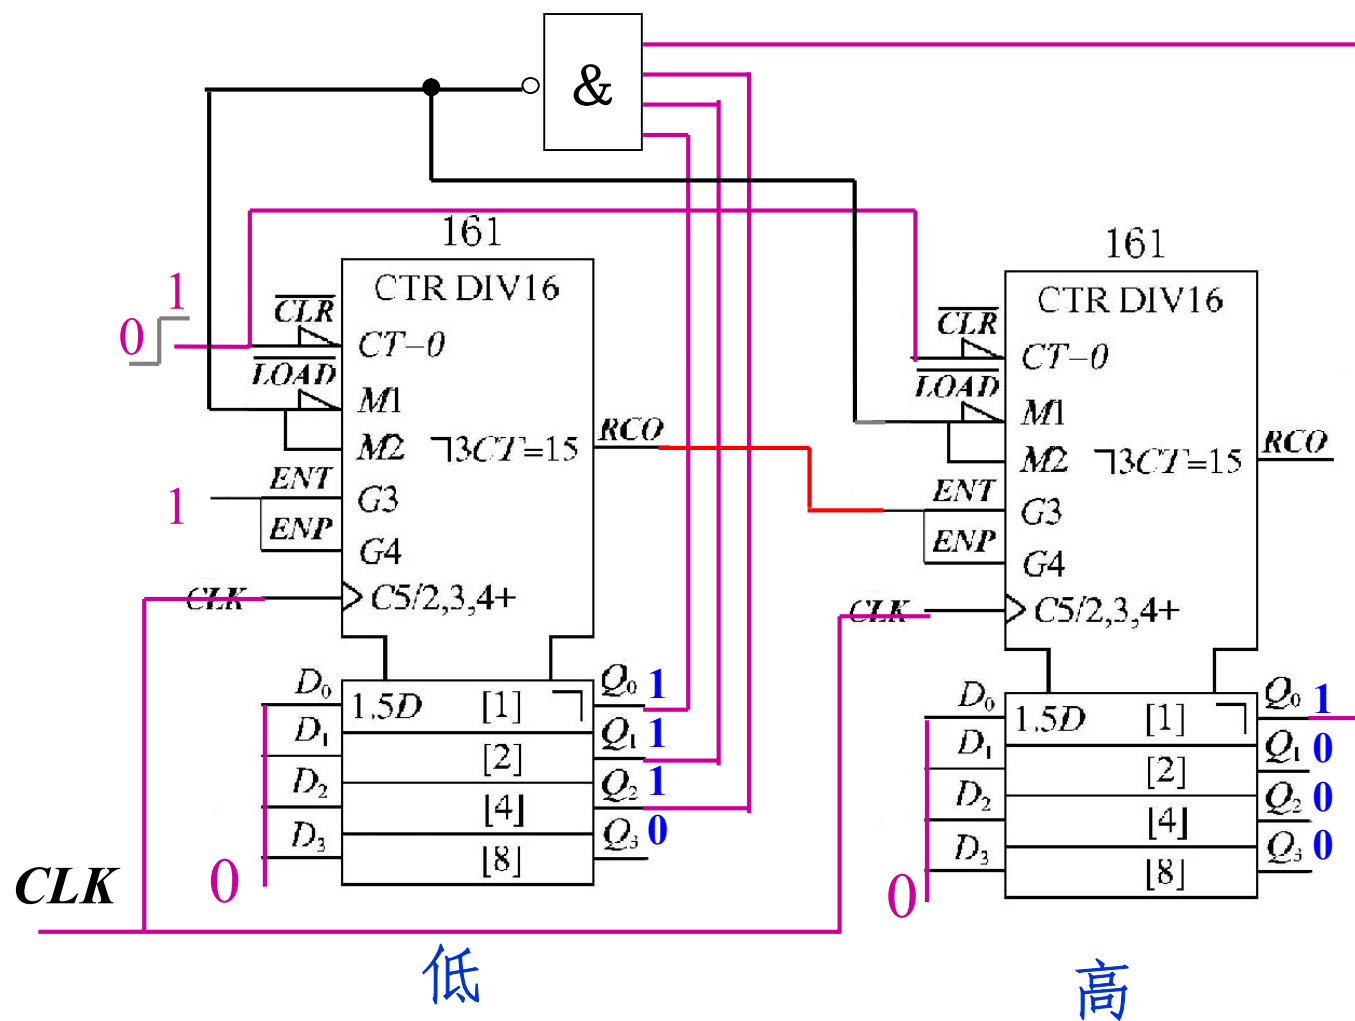 &
161
CTR DIV16
1
0
CLR
CT-0
LOAD
M1
M2
⌐3CT=15
RCO
1
ENT
G3
ENP
G4
CLK
C5/2,3,4+
D₀
1.5D
[1]
Q₀
1
D₁
[2]
Q₁
1
D₂
[4]
Q₂
1
D₃
[8]
Q₃
0
0
CLK
低
161
CTR DIV16
CLR
CT-0
LOAD
M1
M2
⌐3CT=15
RCO
ENT
G3
ENP
G4
CLK
C5/2,3,4+
D₀
1.5D
[1]
Q₀
1
D₁
[2]
Q₁
0
D₂
[4]
Q₂
0
D₃
[8]
Q₃
0
0
高